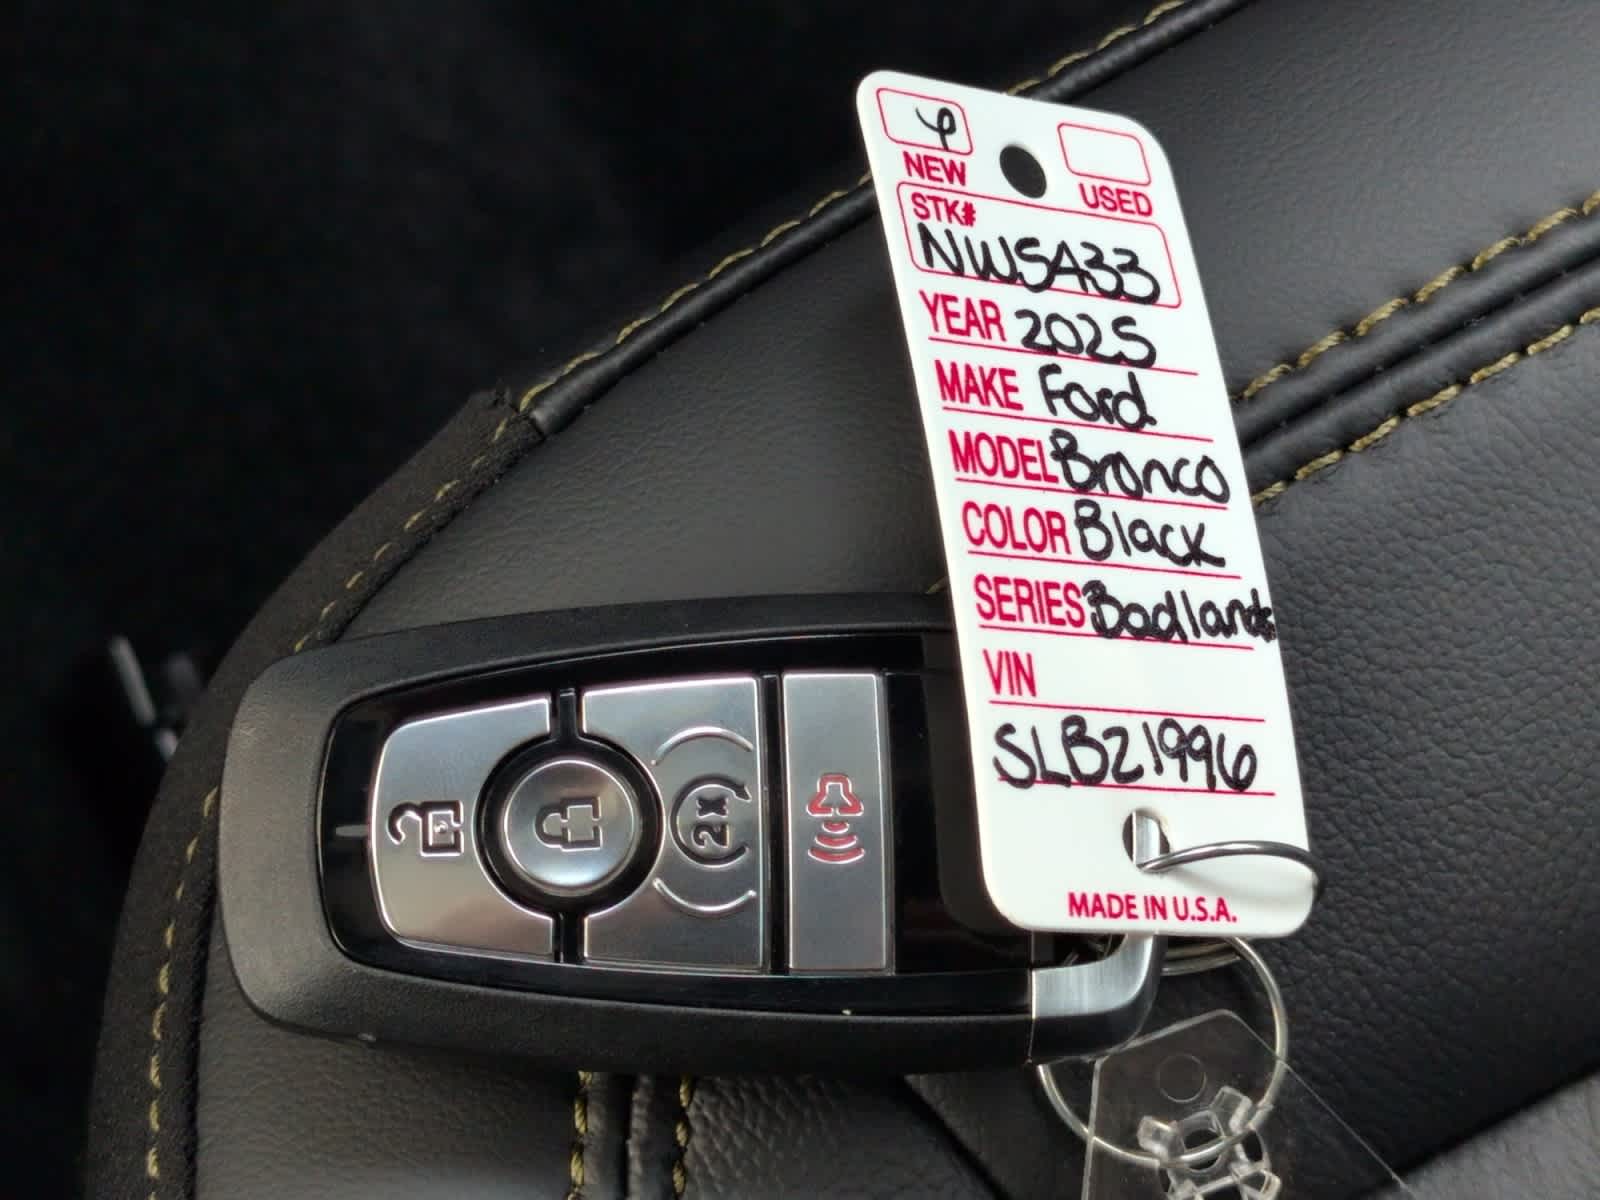 NEW
USED
STK#
NWSA33
YEAR 2025
MAKE Ford
MODEL Bronco
COLOR Black
SERIES Badlands
VIN
SLB21996
MADE IN U.S.A.
2x